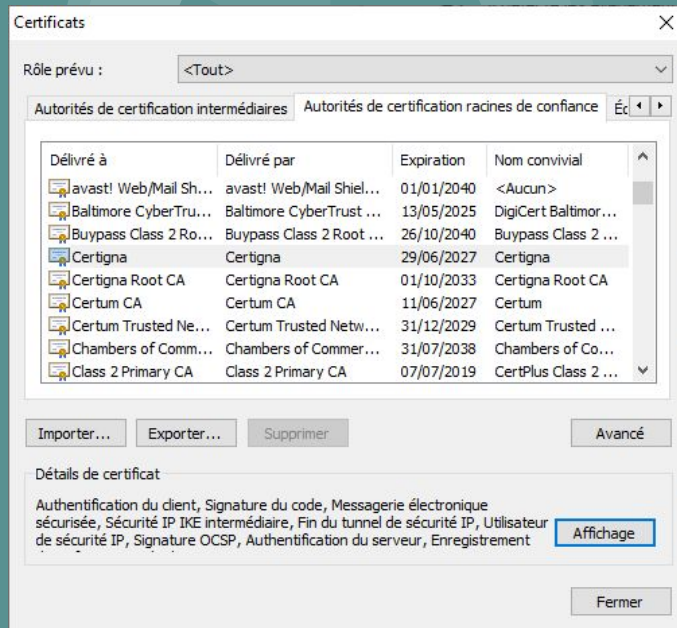 Certificats
Rôle prévu :
<Tout>
Autorités de certification intermédiaires Autorités de certification racines de confiance Éc
Délivré à Délivré par Expiration Nom convivial
avast! Web/Mail Sh... avast! Web/Mail Shiel... 01/01/2040 <Aucun>
Baltimore CyberTru... Baltimore CyberTrust ... 13/05/2025 DigiCert Baltimor...
Buypass Class 2 Ro... Buypass Class 2 Root ... 26/10/2040 Buypass Class 2 ...
Certigna Certigna 29/06/2027 Certigna
Certigna Root CA Certigna Root CA 01/10/2033 Certigna Root CA
Certum CA Certum CA 11/06/2027 Certum
Certum Trusted Ne... Certum Trusted Netw... 31/12/2029 Certum Trusted ...
Chambers of Comm... Chambers of Commer... 31/07/2038 Chambers of Co...
Class 2 Primary CA Class 2 Primary CA 07/07/2019 CertPlus Class 2 ...
Importer... Exporter... Supprimer Avancé
Détails de certificat
Authentification du client, Signature du code, Messagerie électronique
sécurisée, Sécurité IP IKE intermédiaire, Fin du tunnel de sécurité IP, Utilisateur
de sécurité IP, Signature OCSP, Authentification du serveur, Enregistrement
Affichage
Fermer